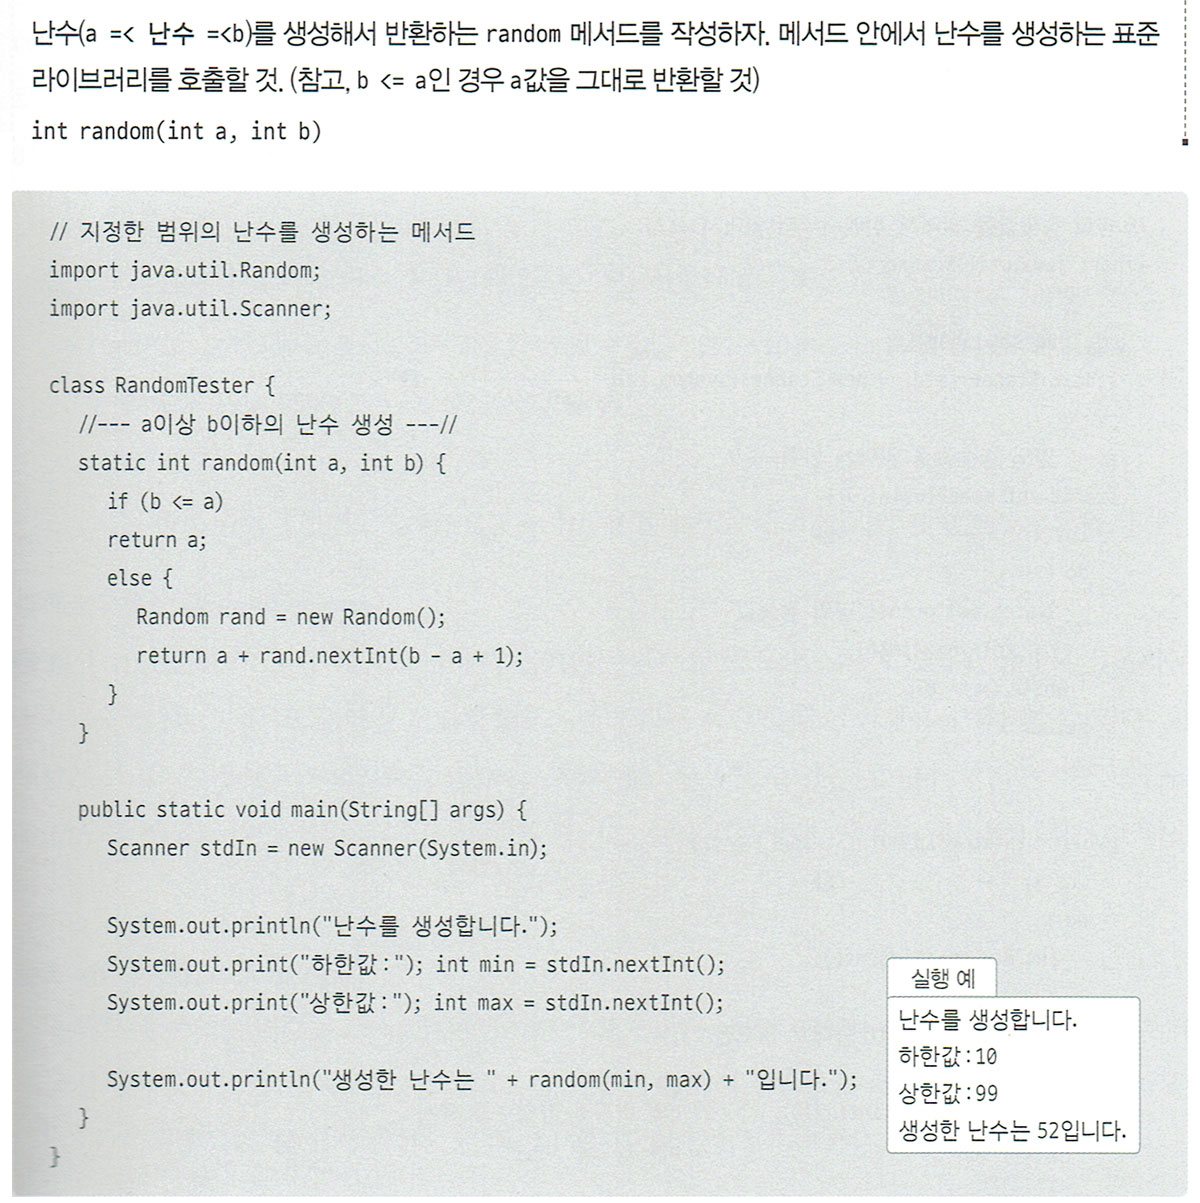 난수(a =< 난수 =<b)를 생성해서 반환하는 random 메서드를 작성하자. 메서드 안에서 난수를 생성하는 표준
라이브러리를 호출할 것. (참고, b <= a인 경우 a값을 그대로 반환할 것)
int random(int a, int b)
// 지정한 범위의 난수를 생성하는 메서드
import java.util.Random;
import java.util.Scanner;
class RandomTester {
//--- a이상 b이하의 난수 생성 ---//
static int random(int a, int b) {
if (b <= a)
return a;
else {
Random rand = new Random();
return a + rand.nextInt(b - a + 1);
}
}
public static void main(String[] args) {
Scanner stdIn = new Scanner(System.in);
System.out.println("난수를 생성합니다.");
System.out.print("하한값:"); int min = stdIn.nextInt();
System.out.print("상한값:"); int max = stdIn.nextInt();
System.out.println("생성한 난수는 " + random(min, max) + "입니다.");
}
}
실행 예
난수를 생성합니다.
하한값:10
상한값:99
생성한 난수는 52입니다.